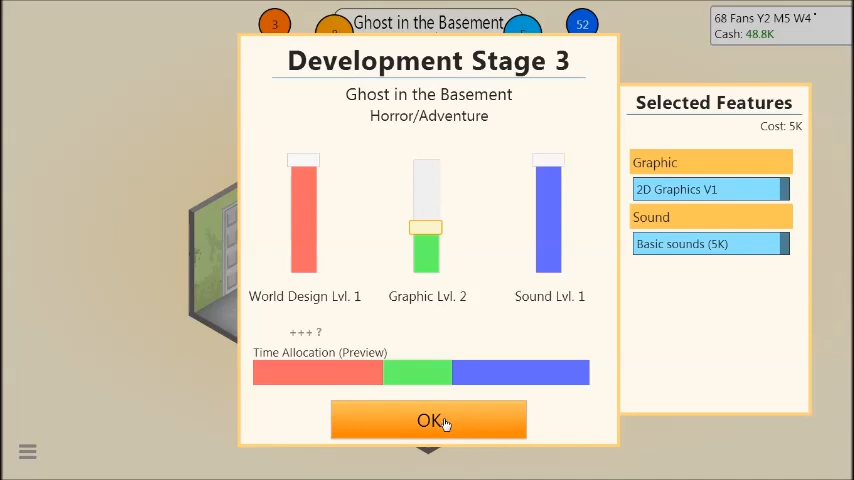 3
Ghost in the Basement
52
68 Fans Y2 M5 W4
Cash: 48.8K
Development Stage 3
Ghost in the Basement
Horror/Adventure
World Design Lvl. 1
Graphic Lvl. 2
Sound Lvl. 1
+++ ?
Time Allocation (Preview)
OK
Selected Features
Cost: 5K
Graphic
2D Graphics V1
Sound
Basic sounds (5K)